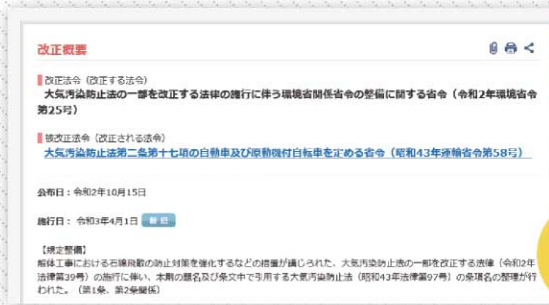 改正概要
改正法令（改正する法令）
大気汚染防止法の一部を改正する法律の施行に伴う環境省関係省令の整備に関する省令（令和2年環境省令
第25号）
被改正法令（改正される法令）
大気汚染防止法第二条第十七項の自動車及び原動機付自転車を定める省令（昭和43年運輸省令第58号）
公布日：令和2年10月15日
施行日：令和3年4月1日 新旧
【規定整備】
解体工事における石綿飛散の防止対策を強化するなどの措置が講じられた、大気汚染防止法の一部を改正する法律（令和2年
法律第39号）の施行に伴い、本則の題名及び条文中で引用する大気汚染防止法（昭和43年法律第97号）の条項名の整理が行
われた。（第1条、第2条関係）